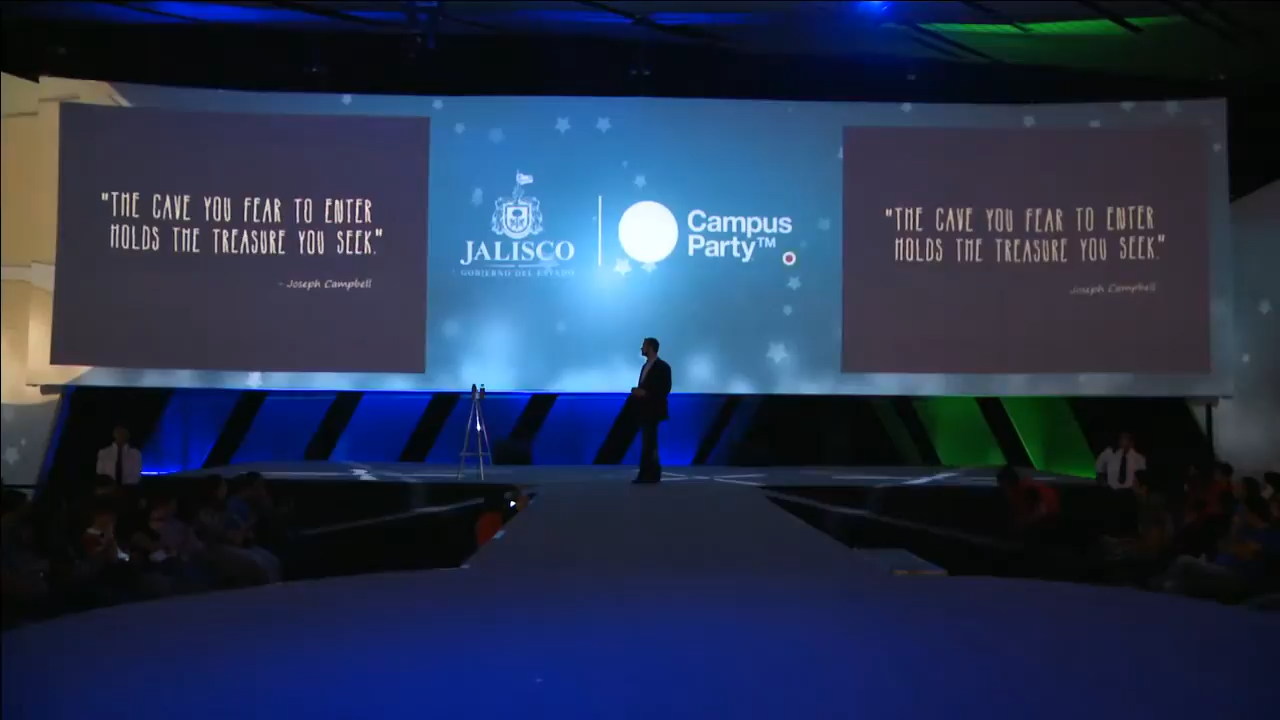 "THE CAVE YOU FEAR TO ENTER
HOLDS THE TREASURE YOU SEEK."
- Joseph Campbell
JALISCO
GOBIERNO DEL ESTADO
Campus
Party™
"THE CAVE YOU FEAR TO ENTER
HOLDS THE TREASURE YOU SEEK."
Joseph Campbell